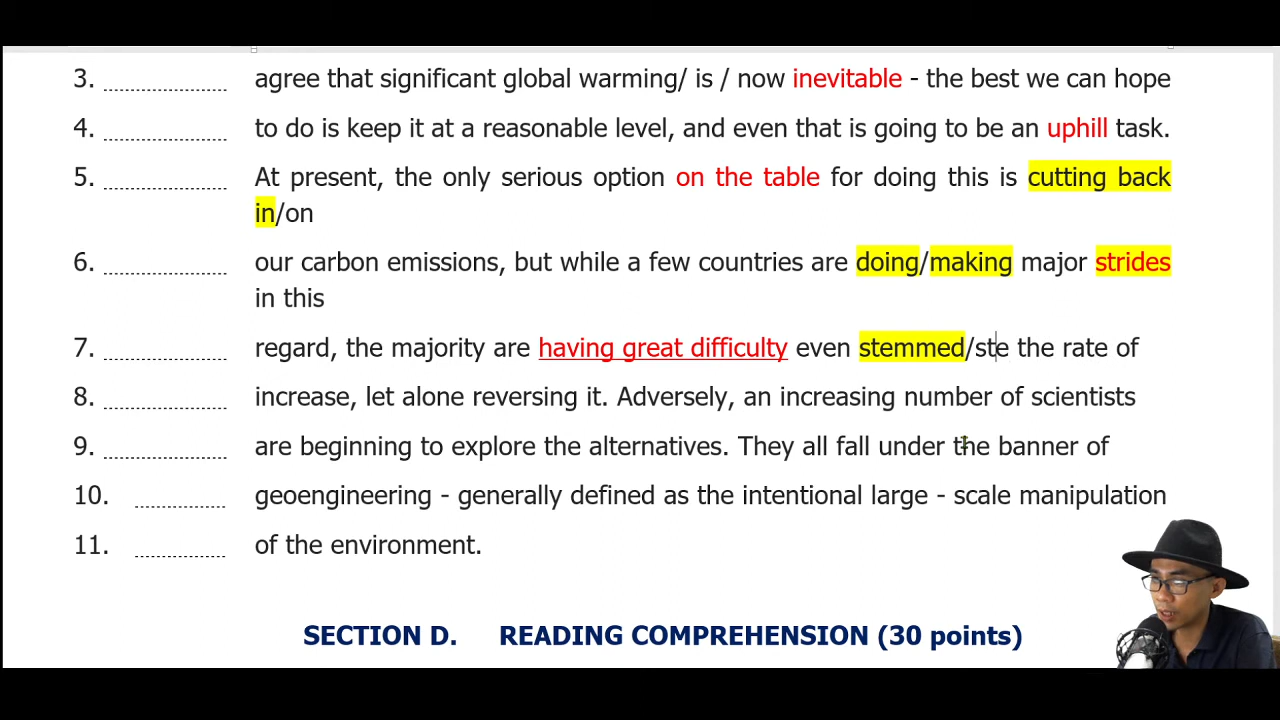 3. agree that significant global warming/ is / now inevitable - the best we can hope
4. to do is keep it at a reasonable level, and even that is going to be an uphill task.
5. At present, the only serious option on the table for doing this is cutting back
in/on
6. our carbon emissions, but while a few countries are doing/making major strides
in this
7. regard, the majority are having great difficulty even stemmed/ste the rate of
8. increase, let alone reversing it. Adversely, an increasing number of scientists
9. are beginning to explore the alternatives. They all fall under the banner of
10. geoengineering - generally defined as the intentional large - scale manipulation
11. of the environment.
SECTION D. READING COMPREHENSION (30 points)